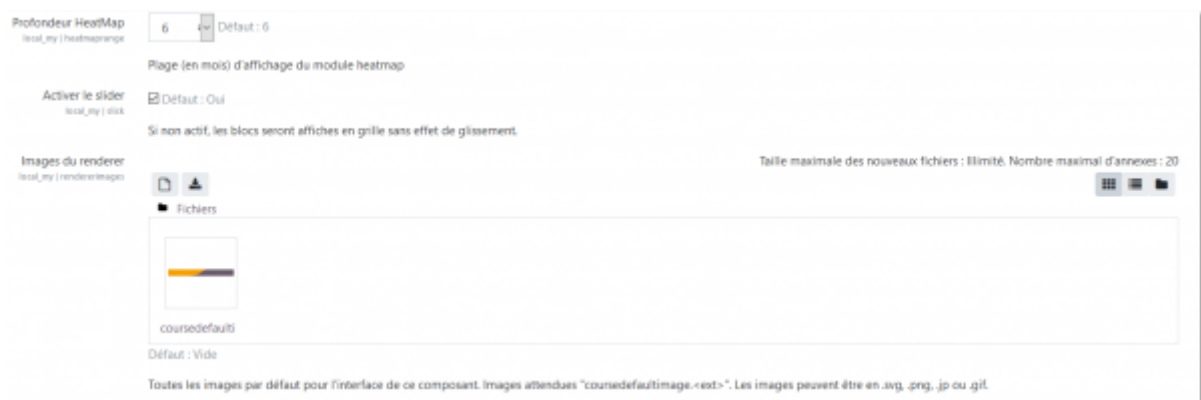 Profondeur HeatMap
local_my | heatmaprange
6
Défaut : 6
Plage (en mois) d'affichage du module heatmap
Activer le slider
local_my | slick
Défaut : Oui
Si non actif, les blocs seront affiches en grille sans effet de glissement.
Images du renderer
local_my | rendererimages
Taille maximale des nouveaux fichiers : Illimité. Nombre maximal d'annexes : 20
Fichiers
coursedefaulti
Défaut : Vide
Toutes les images par défaut pour l'interface de ce composant. Images attendues "coursedefaultimage.<ext>". Les images peuvent être en .svg, .png, .jp ou .gif.